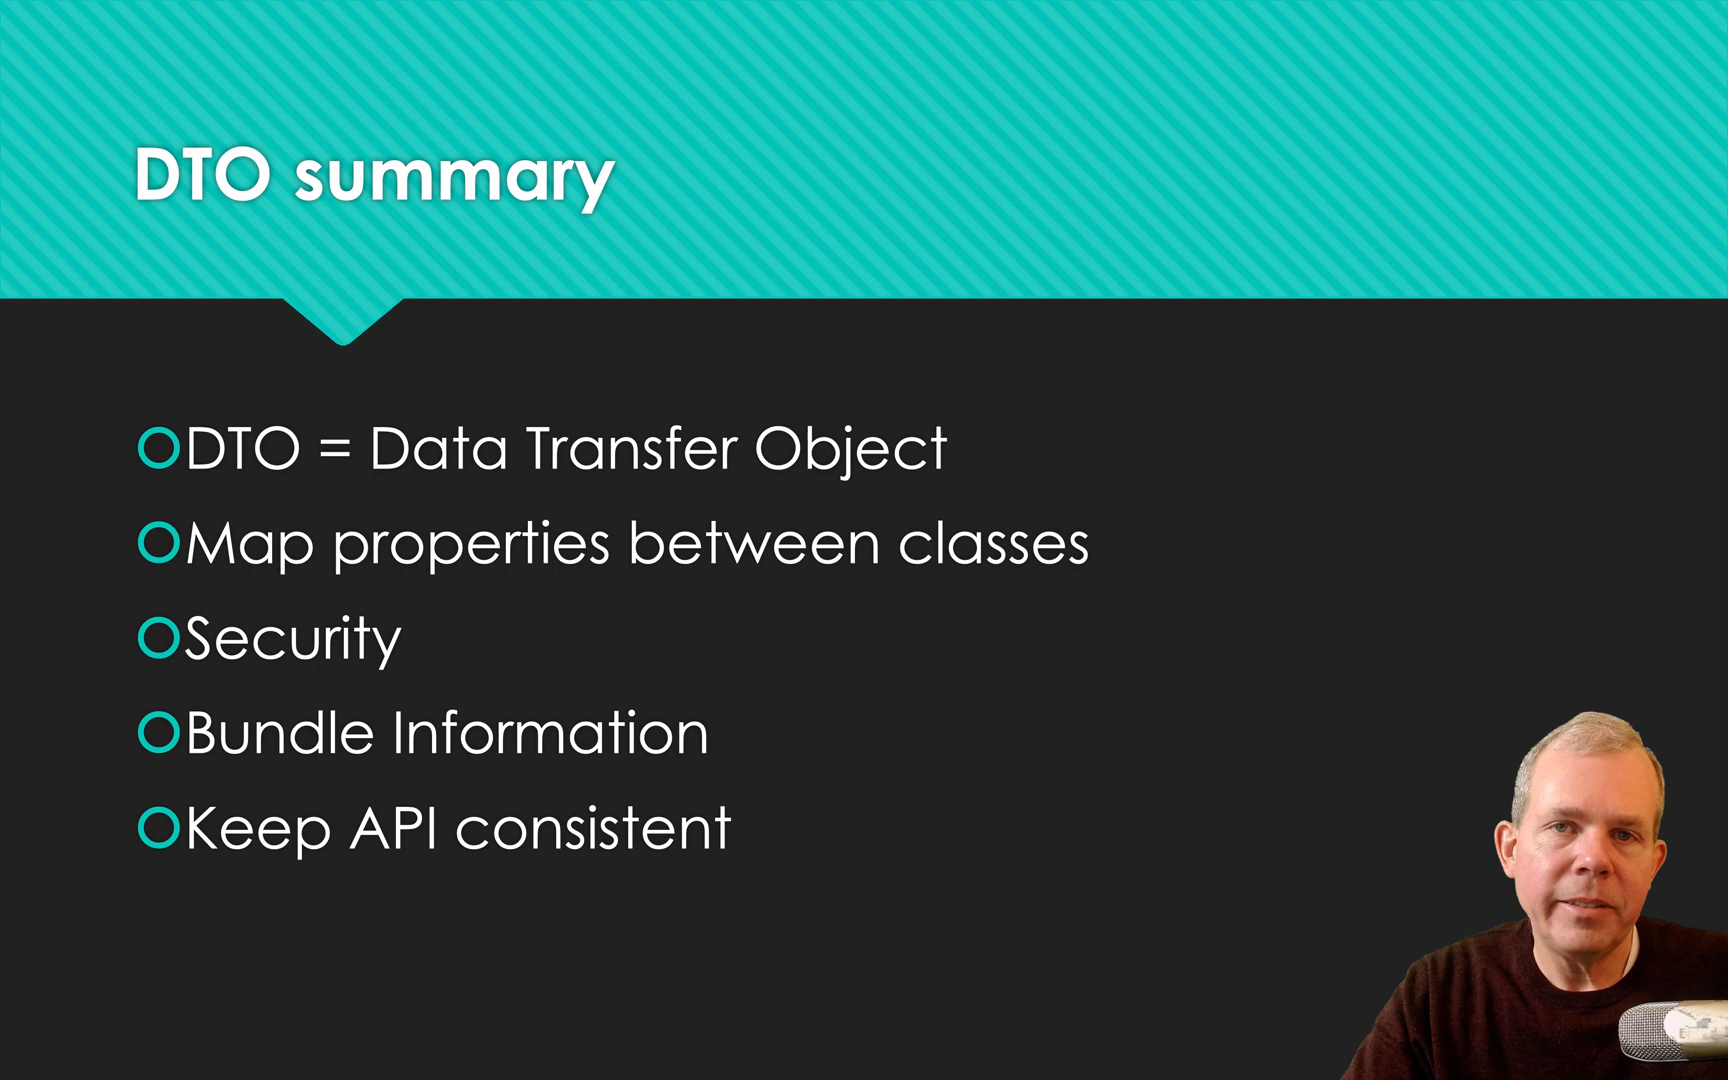 DTO summary
DTO = Data Transfer Object
Map properties between classes
Security
Bundle Information
Keep API consistent